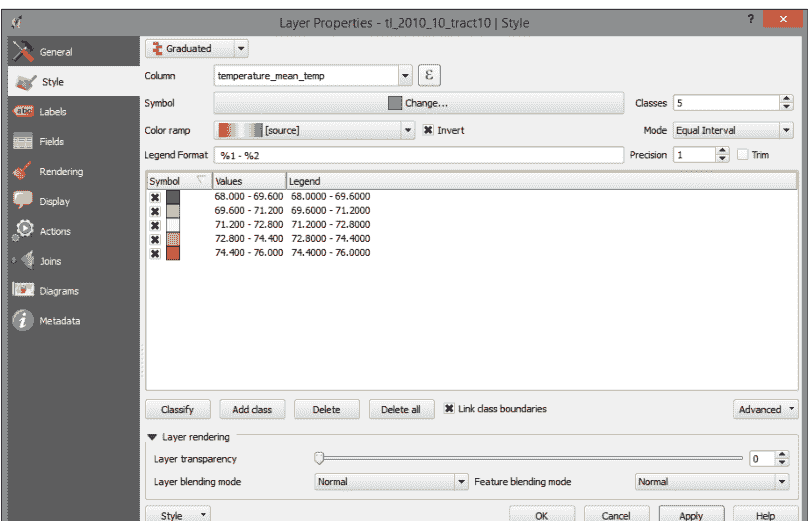 Layer Properties - tl_2010_10_tract10 | Style
?
×
General
Style
Labels
Fields
Rendering
Display
Actions
Joins
Diagrams
Metadata
Graduated
Column temperature_mean_temp ε
Symbol Change... Classes 5
Color ramp [source] Invert Mode Equal Interval
Legend Format %1 - %2 Precision 1 Trim
Symbol Values Legend
68.000 - 69.600 68.0000 - 69.6000
69.600 - 71.200 69.6000 - 71.2000
71.200 - 72.800 71.2000 - 72.8000
72.800 - 74.400 72.8000 - 74.4000
74.400 - 76.000 74.4000 - 76.0000
Classify Add class Delete Delete all Link class boundaries Advanced
Layer rendering
Layer transparency 0
Layer blending mode Normal Feature blending mode Normal
Style OK Cancel Apply Help